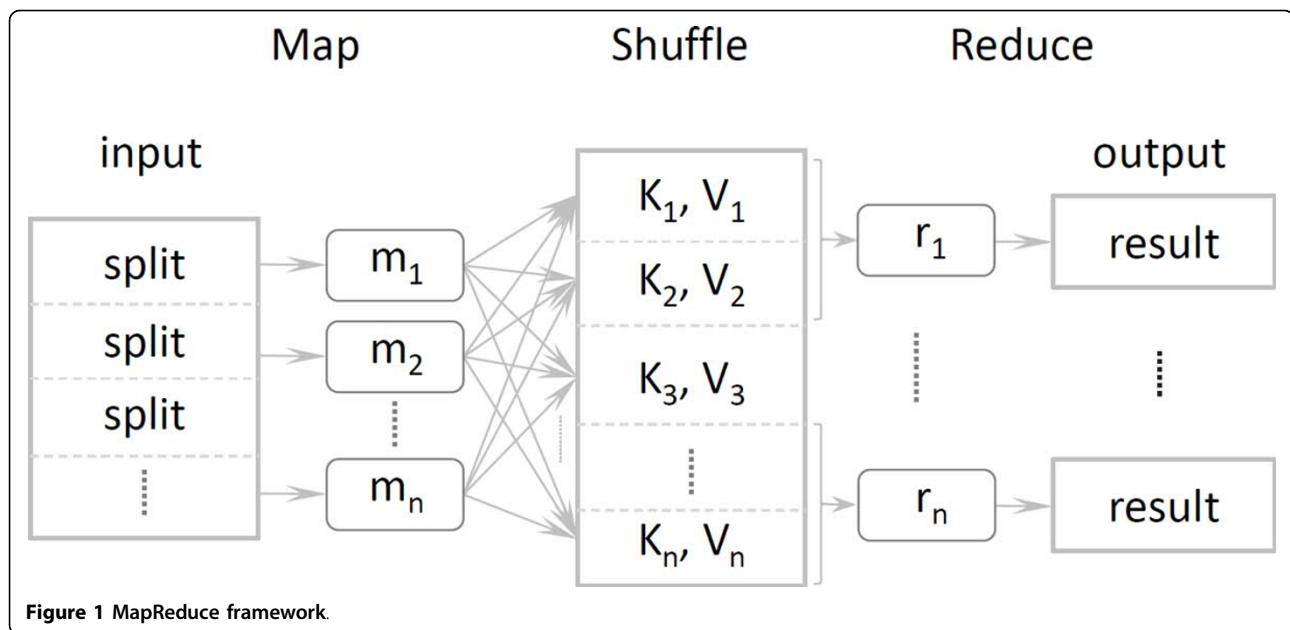 Map Shuffle Reduce
input
output
split
split
split
m1
m2
mn
K1, V1
K2, V2
K3, V3
Kn, Vn
r1
rn
result
result
Figure 1 MapReduce framework.